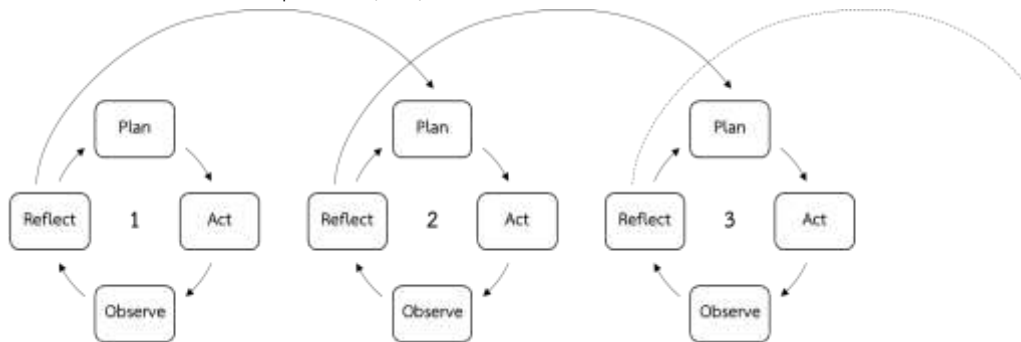 Plan
Plan
Plan
Reflect
1
Act
Reflect
2
Act
Reflect
3
Act
Observe
Observe
Observe